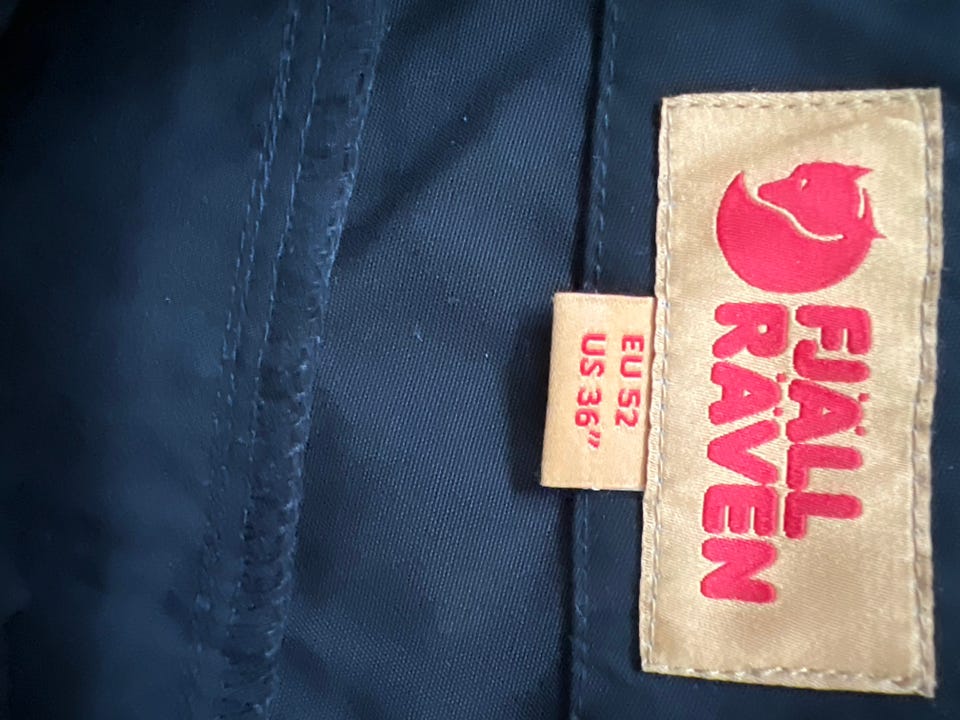 FJÄLL
RÄVEN
EU 52
US 36"